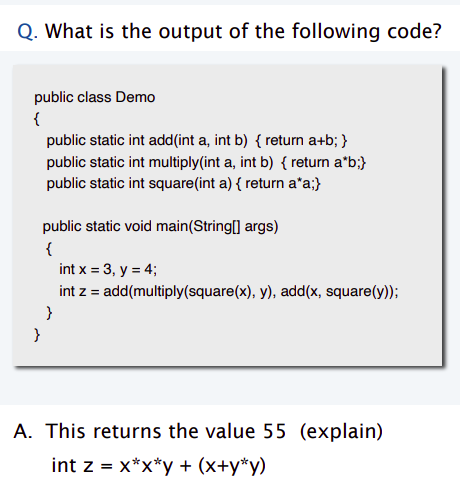 Q. What is the output of the following code?
public class Demo
{
public static int add(int a, int b) { return a+b; }
public static int multiply(int a, int b) { return a*b;}
public static int square(int a) { return a*a;}
public static void main(String[] args)
{
int x = 3, y = 4;
int z = add(multiply(square(x), y), add(x, square(y));
}
}
A. This returns the value 55 (explain)
int z = x*x*y + (x+y*y)